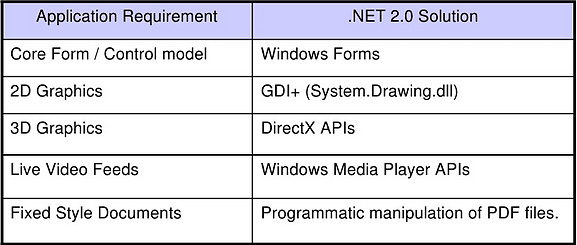 Application Requirement .NET 2.0 Solution
Core Form / Control model Windows Forms
2D Graphics GDI+ (System.Drawing.dll)
3D Graphics DirectX APIs
Live Video Feeds Windows Media Player APIs
Fixed Style Documents Programmatic manipulation of PDF files.